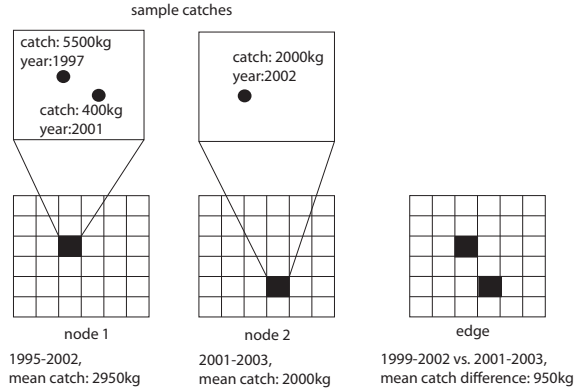 sample catches
catch: 5500kg
year:1997
catch: 400kg
year:2001
catch: 2000kg
year:2002
node 1
node 2
edge
1995-2002,
mean catch: 2950kg
2001-2003,
mean catch: 2000kg
1999-2002 vs. 2001-2003,
mean catch difference: 950kg